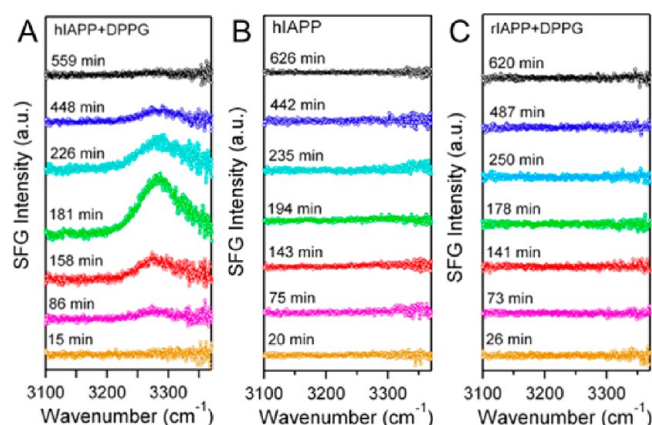 A
hIAPP+DPPG
559 min
448 min
226 min
181 min
158 min
86 min
15 min
SFG Intensity (a.u.)
3100 3200 3300
Wavenumber (cm-1)
B
hIAPP
626 min
442 min
235 min
194 min
143 min
75 min
20 min
SFG Intensity (a.u.)
3100 3200 3300
Wavenumber (cm-1)
C
rIAPP+DPPG
620 min
487 min
250 min
178 min
141 min
73 min
26 min
SFG Intensity (a.u.)
3100 3200 3300
Wavenumber (cm-1)